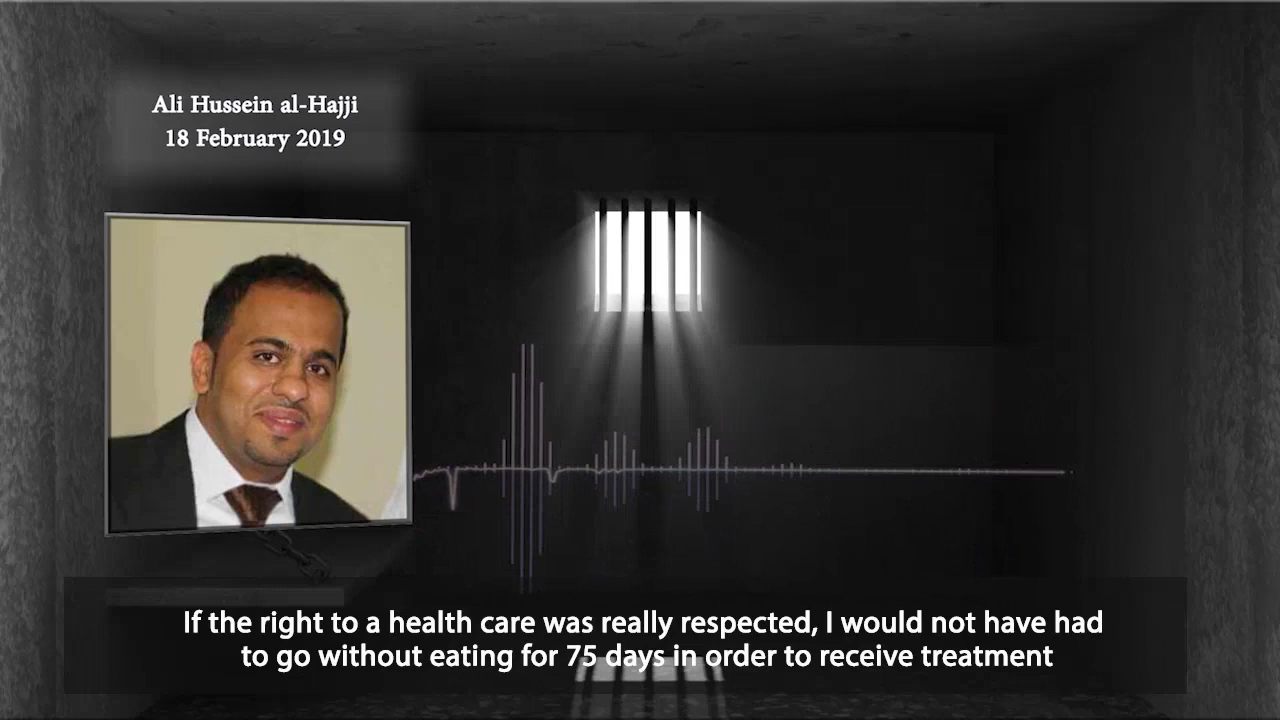 Ali Hussein al-Hajji
18 February 2019
If the right to a health care was really respected, I would not have had
to go without eating for 75 days in order to receive treatment